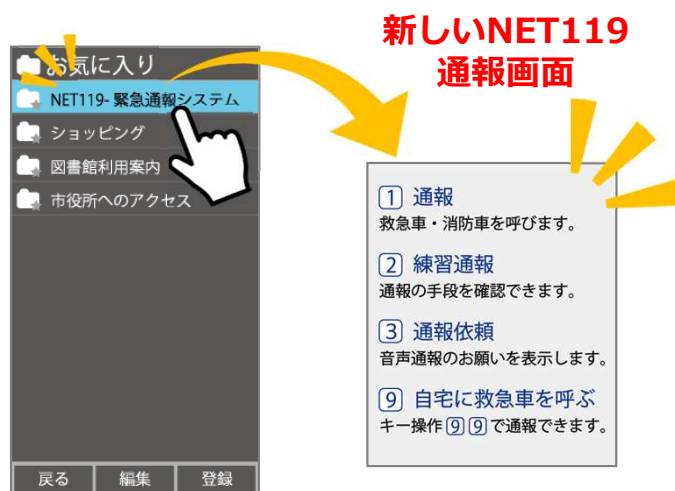 新しいNET119
通報画面
お気に入り
NET119-緊急通報システム
ショッピング
図書館利用案内
市役所へのアクセス
戻る 編集 登録
1 通報
救急車・消防車を呼びます。
2 練習通報
通報の手段を確認できます。
3 通報依頼
音声通報のお願いを表示します。
9 自宅に救急車を呼ぶ
キー操作99で通報できます。